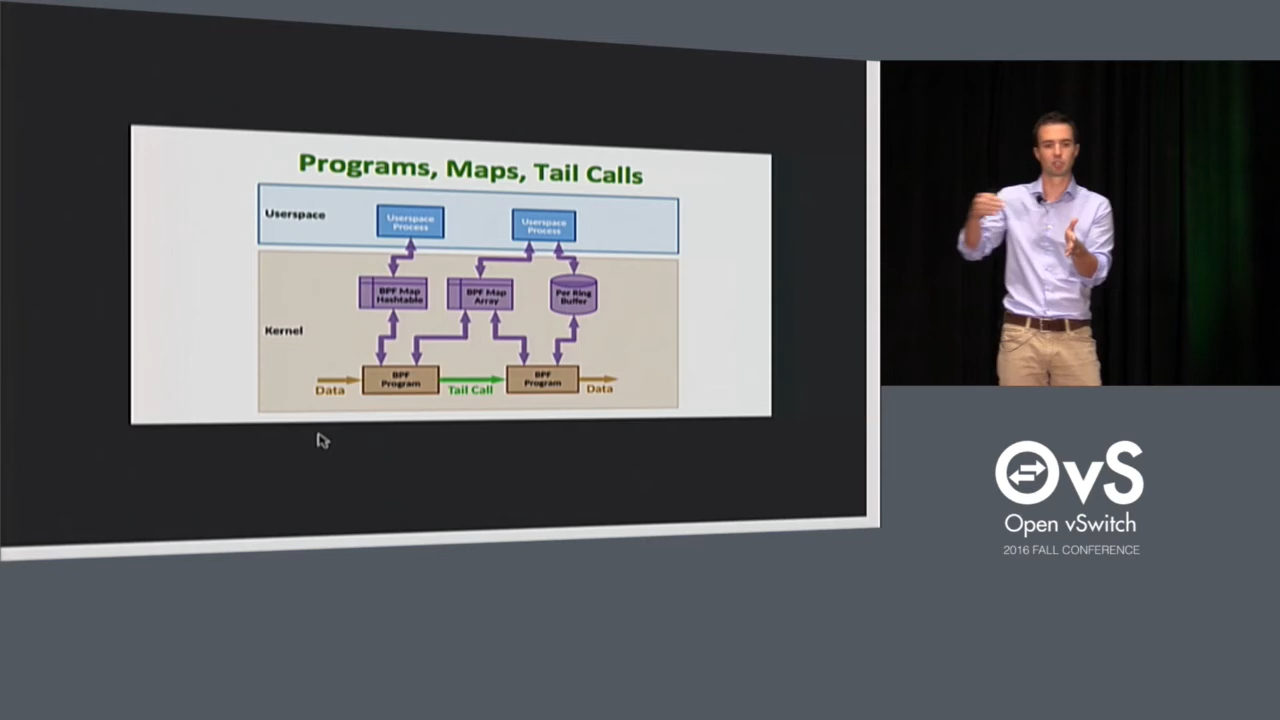 Programs, Maps, Tail Calls
Userspace
Userspace
Process
Userspace
Process
BPF Map
Hashtable
BPF Map
Array
Per Ring
Buffer
Kernel
BPF
Program
BPF
Program
Data
Tail Call
Data
OvS
Open vSwitch
2016 FALL CONFERENCE